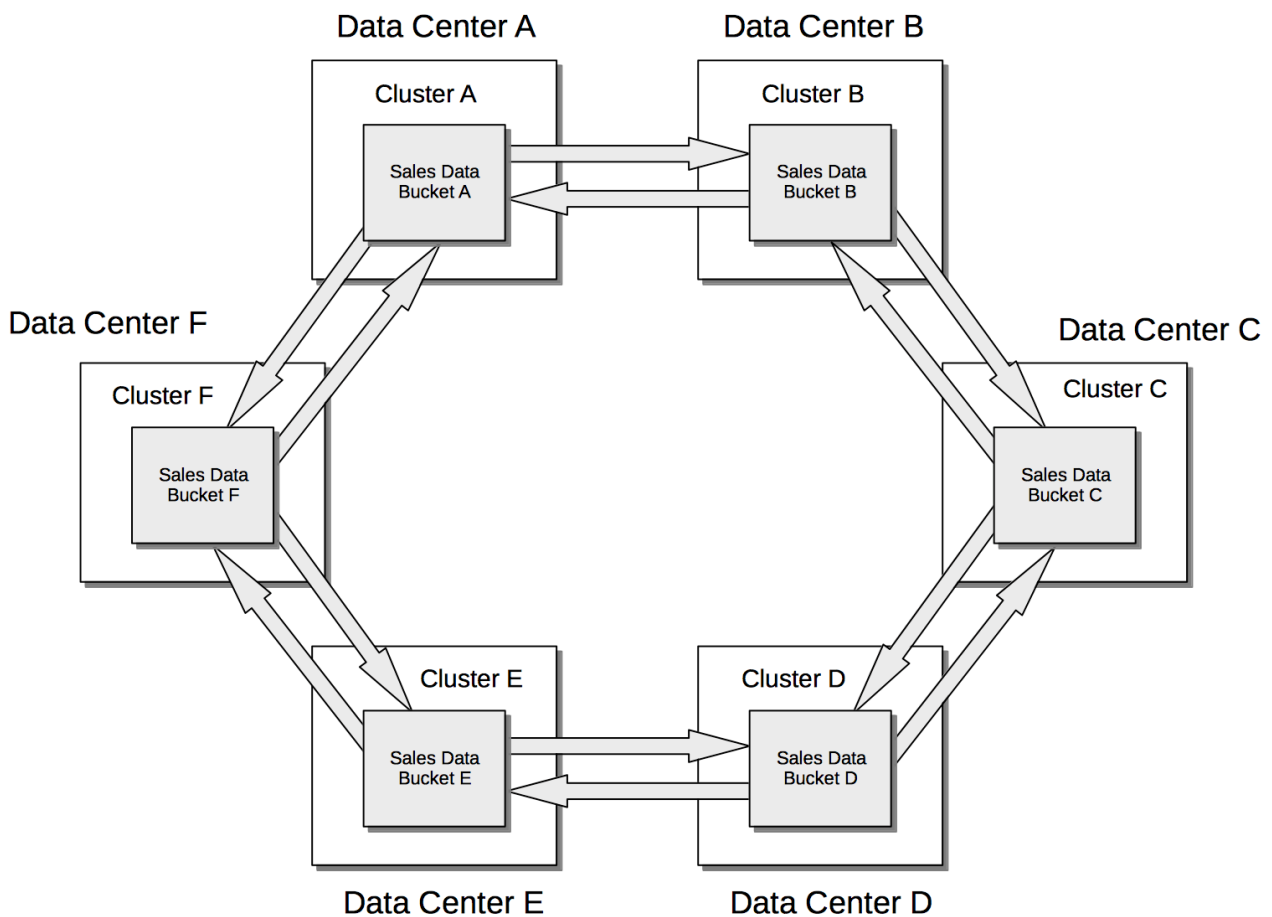 Data Center A
Data Center B
Cluster A
Cluster B
Sales Data
Bucket A
Sales Data
Bucket B
Data Center F
Data Center C
Cluster F
Cluster C
Sales Data
Bucket F
Sales Data
Bucket C
Cluster E
Cluster D
Sales Data
Bucket E
Sales Data
Bucket D
Data Center E
Data Center D